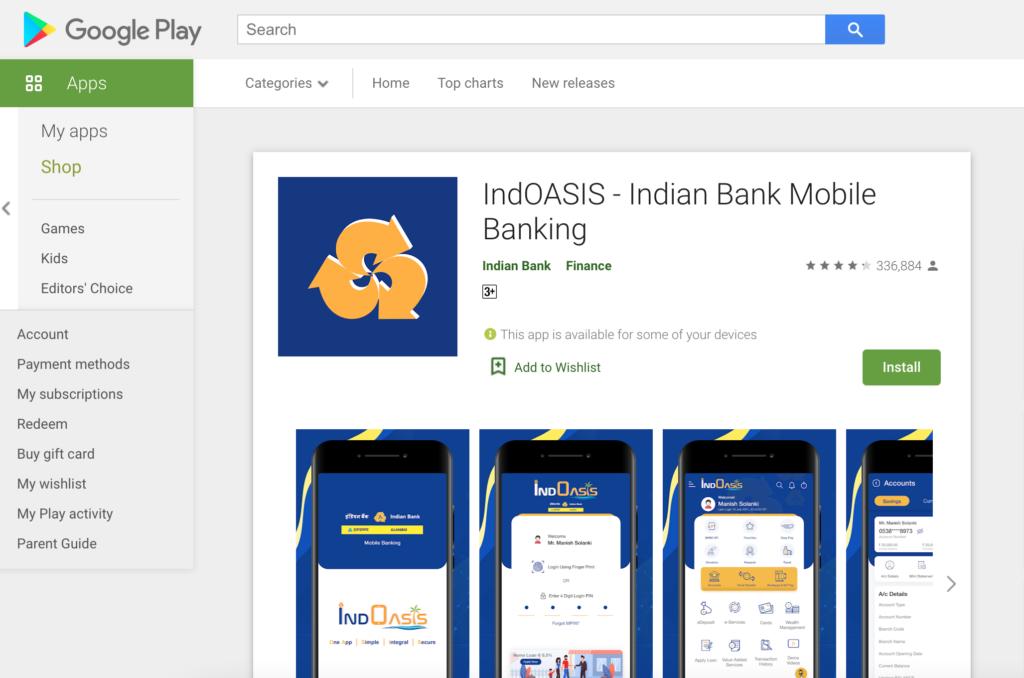 Google Play
Search
Apps
Categories
Home
Top charts
New releases
My apps
Shop
Games
Kids
Editors' Choice
Account
Payment methods
My subscriptions
Redeem
Buy gift card
My wishlist
My Play activity
Parent Guide
IndOASIS - Indian Bank Mobile
Banking
Indian Bank Finance
336,884
3+
This app is available for some of your devices
Add to Wishlist
Install
Indian Bank
Mobile Banking
INDOASIS
One App | Simple | Integral | Secure
INDOASIS
Welcome
Mr. Manish Solanki
Login Using Finger Print
OR
Enter 4 Digit Login PIN
Forgot MPIN?
Home Loan @ 6.5%
INDOASIS
Welcome!
Manish Solanki
eDeposit
e-Services
Cards
Wealth
Management
Apply Loan
Value Added
Services
Transaction
History
Demo
Videos
Accounts
Savings
Mr. Manish Solanki
Account Number
A/c Details
Mini Statement
A/c Details
Account Type
Account Number
Branch Code
Branch Name
Account Opening Date
Current Balance